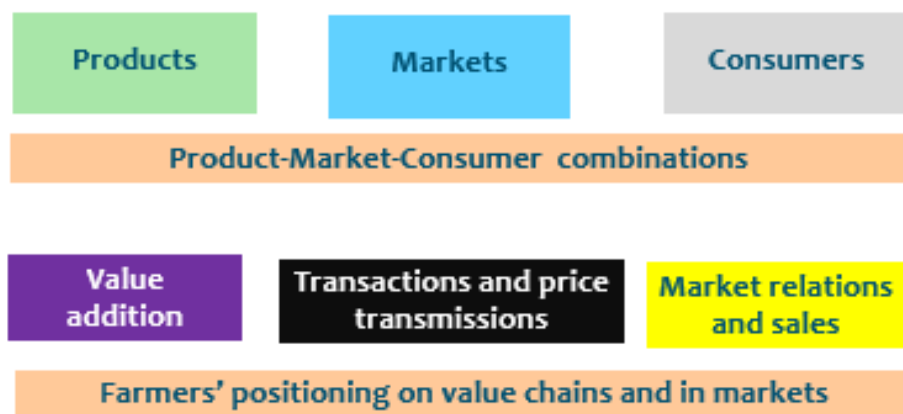 Products
Markets
Consumers
Product-Market-Consumer combinations
Value
addition
Transactions and price
transmissions
Market relations
and sales
Farmers’ positioning on value chains and in markets